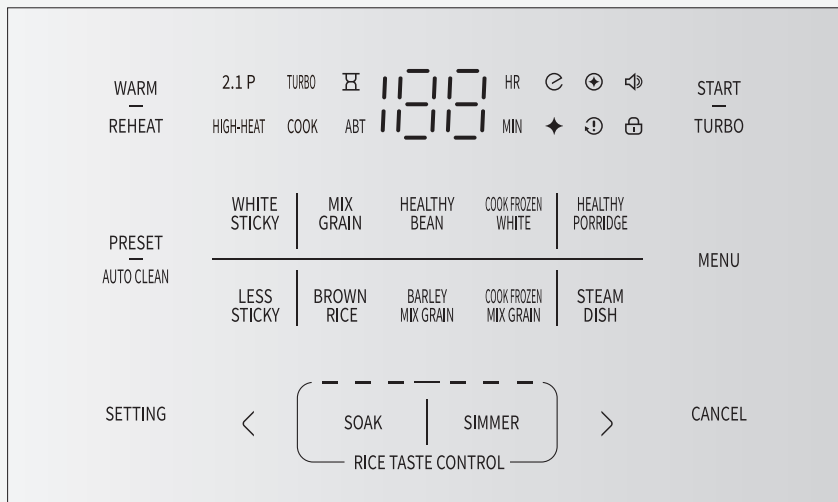 WARM
REHEAT
2.1 P TURBO
HIGH-HEAT COOK ABT
188
HR
MIN
START
TURBO
PRESET
AUTO CLEAN
WHITE
STICKY
MIX
GRAIN
HEALTHY
BEAN
COOK FROZEN
WHITE
HEALTHY
PORRIDGE
LESS
STICKY
BROWN
RICE
BARLEY
MIX GRAIN
COOK FROZEN
MIX GRAIN
STEAM
DISH
MENU
SETTING
SOAK
SIMMER
RICE TASTE CONTROL
CANCEL